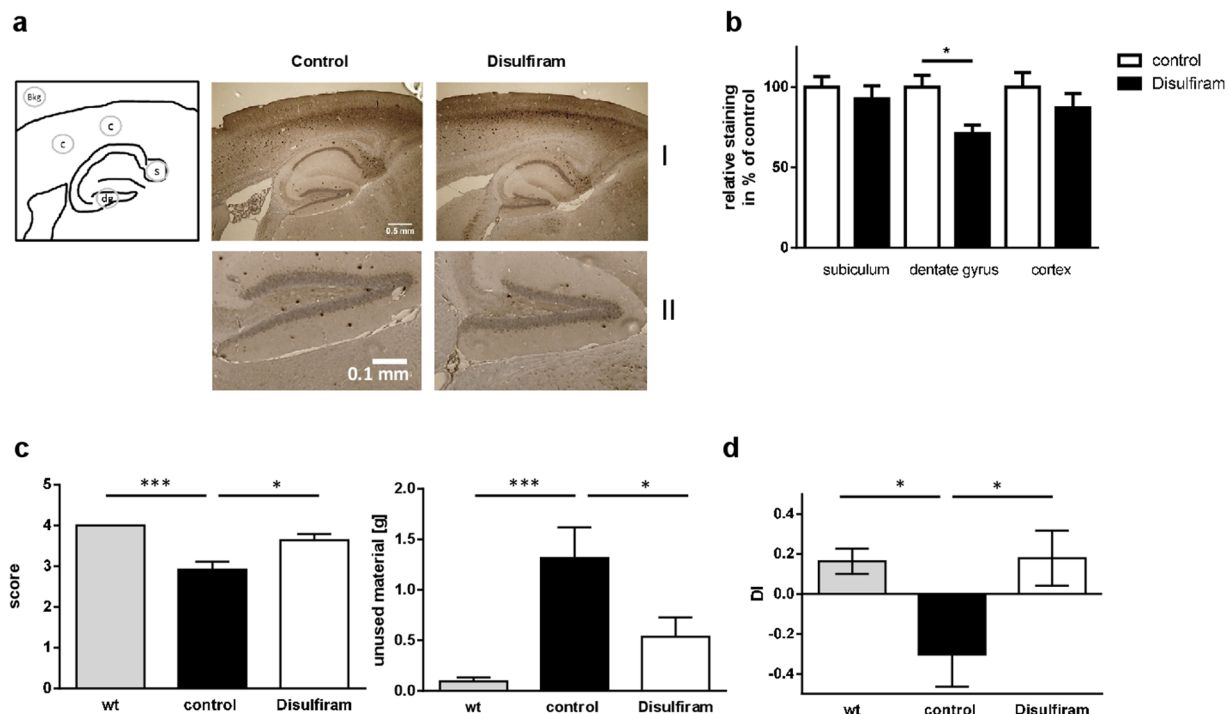 a
Control
Disulfiram
Bkg
c
c
s
dg
0.5 mm
I
0.1 mm
II
b
*
control
Disulfiram
relative staining
in % of control
100
50
0
subiculum
dentate gyrus
cortex
c
***
*
score
5
4
3
2
1
0
wt
control
Disulfiram
***
*
unused material [g]
2.0
1.5
1.0
0.5
0.0
wt
control
Disulfiram
d
*
*
DI
0.4
0.2
0.0
-0.2
-0.4
wt
control
Disulfiram